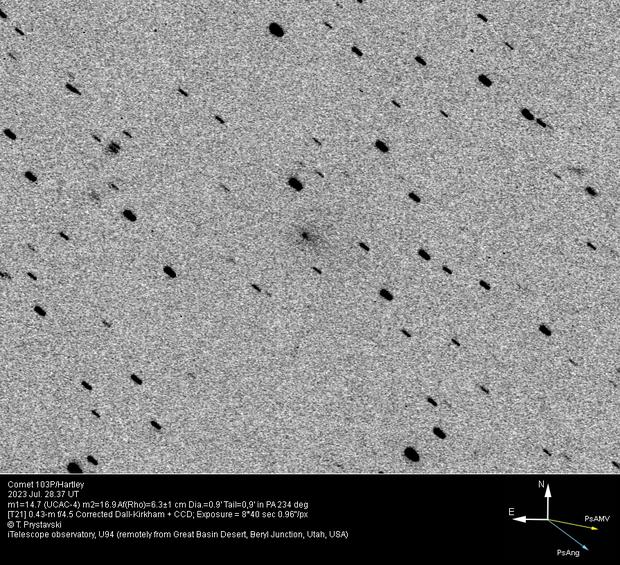 Comet 103P/Hartley
2023 Jul. 28.37 UT
m1=14.7 (UCAC-4) m2=16.9 Af(Rho)=6.3±1 cm Dia.=0.9' Tail=0,9' in PA 234 deg
[T21] 0.43-m f/4.5 Corrected Dall-Kirkham + CCD; Exposure = 8*40 sec 0.96"/px
© T. Prystavski
iTelescope observatory, U94 (remotely from Great Basin Desert, Beryl Junction, Utah, USA)
N
E
PsAMV
PsAng